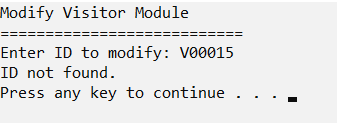 Modify Visitor Module
===========================
Enter ID to modify: V00015
ID not found.
Press any key to continue . . .